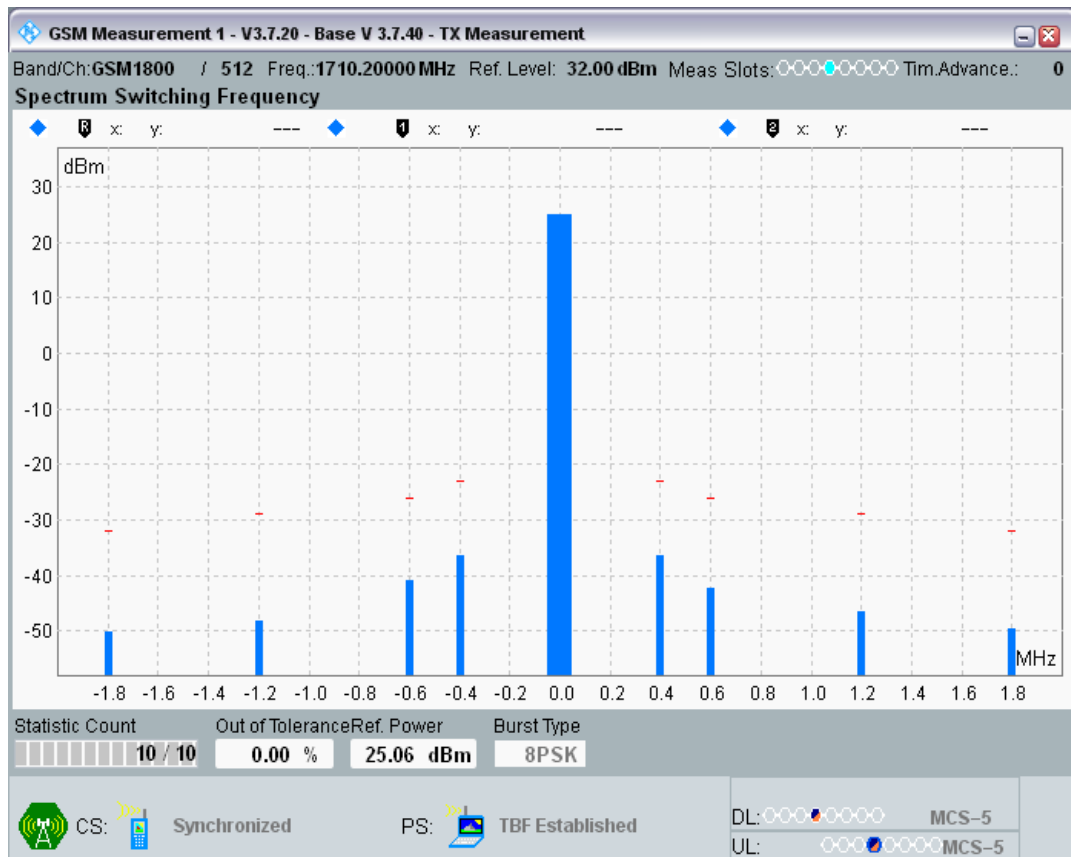 GSM Measurement 1 - V3.7.20 - Base V 3.7.40 - TX Measurement
Band/Ch:GSM1800 / 512 Freq.:1710.20000 MHz Ref. Level: 32.00 dBm Meas Slots: Tim.Advance.: 0
Spectrum Switching Frequency
R x: y: --- 1 x: y: --- 2 x: y: ---
dBm
30
20
10
0
-10
-20
-30
-40
-50
MHz
-1.8 -1.6 -1.4 -1.2 -1.0 -0.8 -0.6 -0.4 -0.2 0.0 0.2 0.4 0.6 0.8 1.0 1.2 1.4 1.6 1.8
Statistic Count Out of Tolerance Ref. Power Burst Type
10 / 10 0.00 % 25.06 dBm 8PSK
CS: Synchronized PS: TBF Established DL: MCS-5
UL: MCS-5